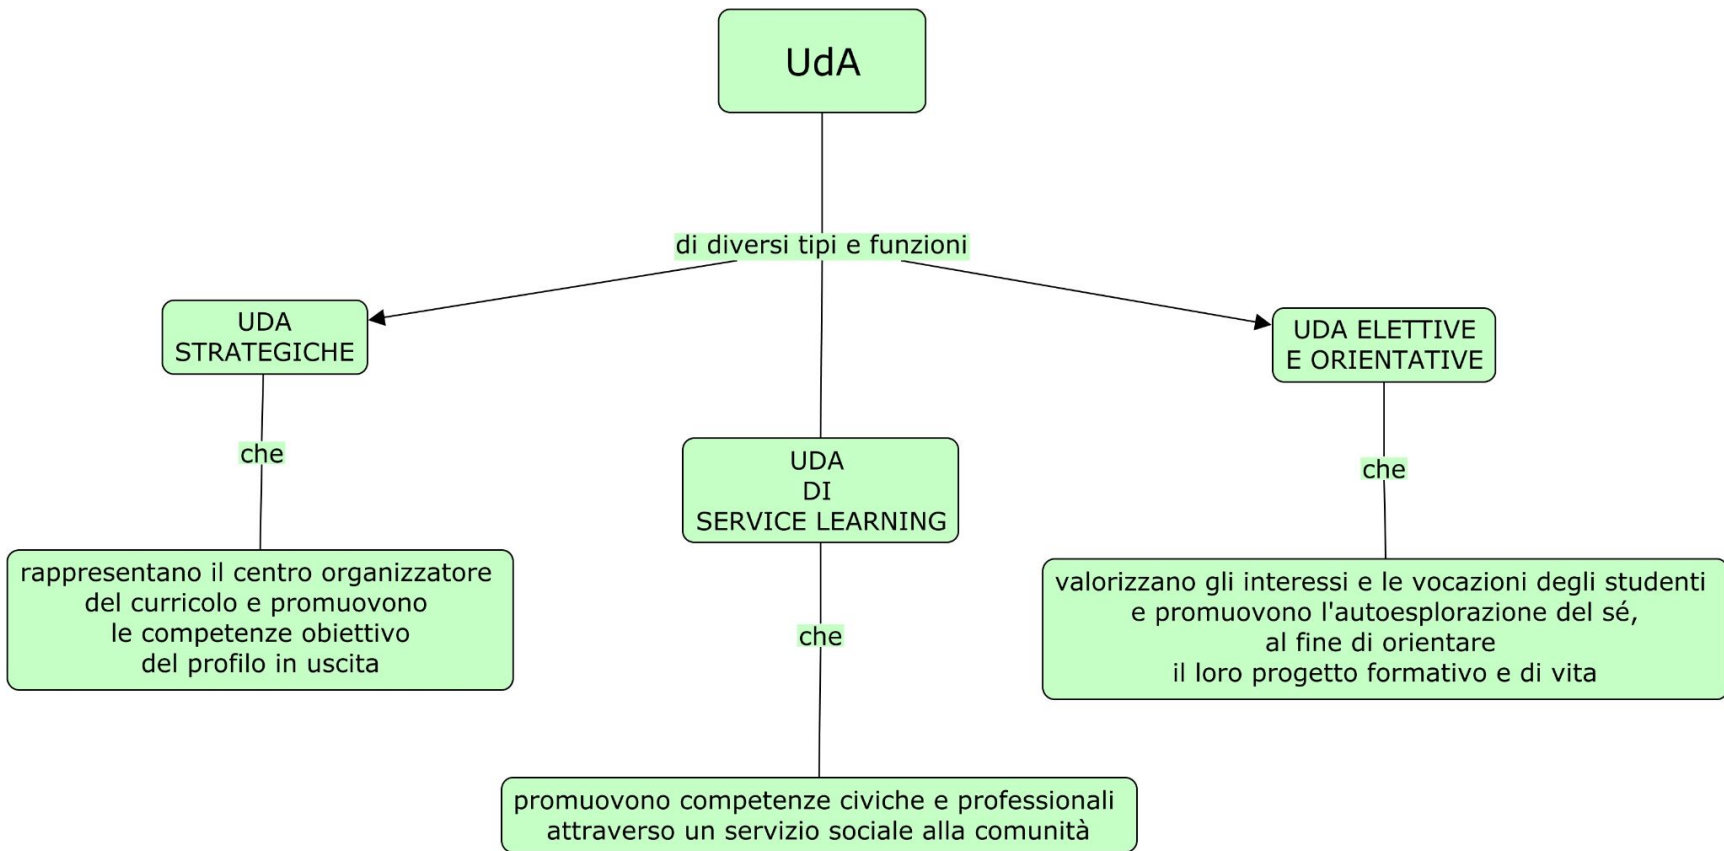 UdA
di diversi tipi e funzioni
UDA
STRATEGICHE
che
rappresentano il centro organizzatore
del curricolo e promuovono
le competenze obiettivo
del profilo in uscita
UDA
DI
SERVICE LEARNING
che
promuovono competenze civiche e professionali
attraverso un servizio sociale alla comunità
UDA ELETTIVE
E ORIENTATIVE
che
valorizzano gli interessi e le vocazioni degli studenti
e promuovono l'autoesplorazione del sé,
al fine di orientare
il loro progetto formativo e di vita